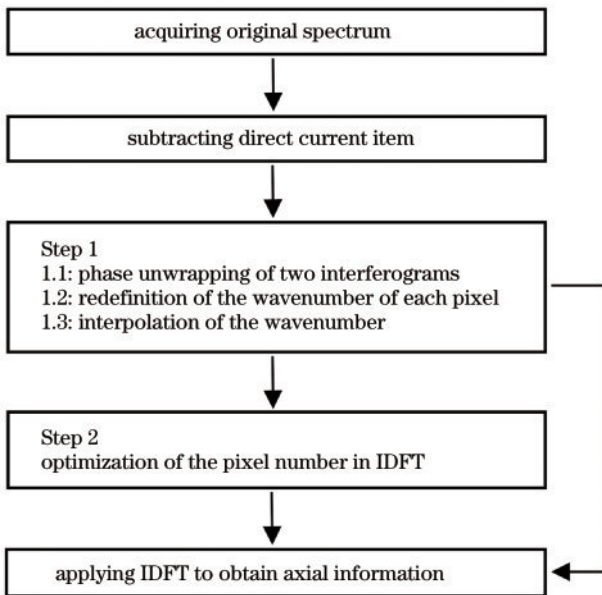 acquiring original spectrum
subtracting direct current item
Step 1
1.1: phase unwrapping of two interferograms
1.2: redefinition of the wavenumber of each pixel
1.3: interpolation of the wavenumber
Step 2
optimization of the pixel number in IDFT
applying IDFT to obtain axial information